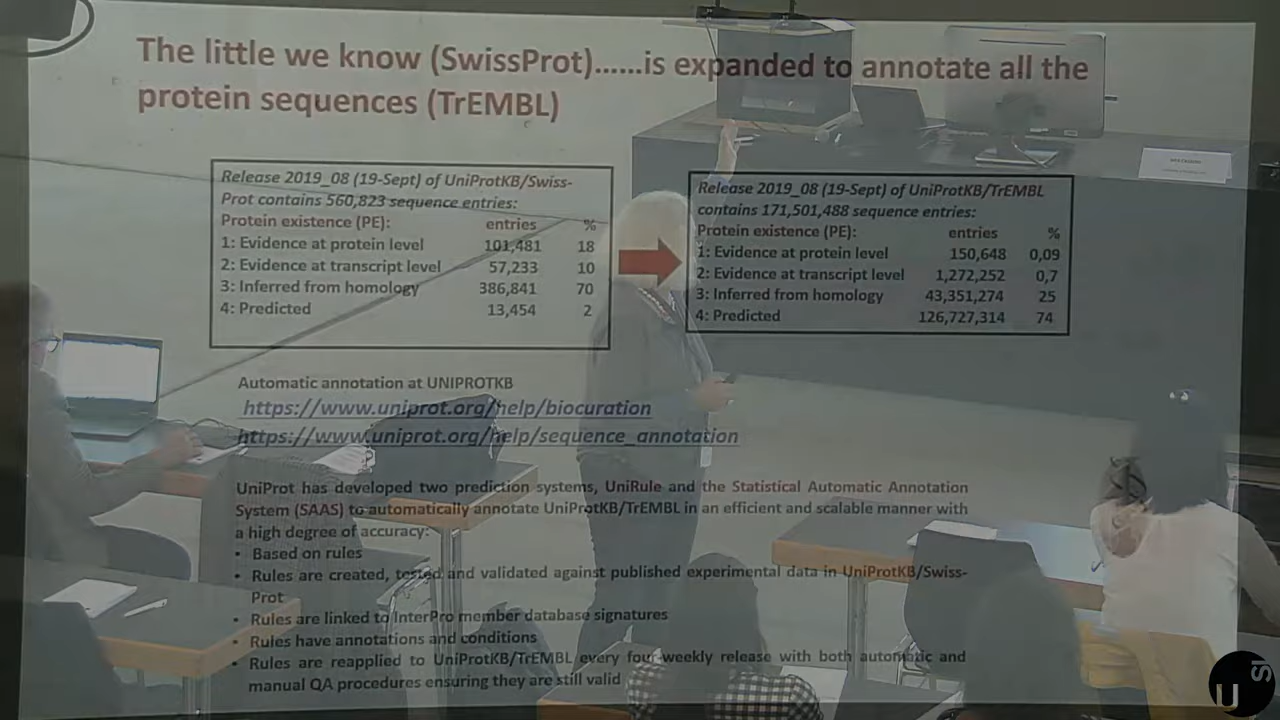 The little we know (SwissProt)......is expanded to annotate all the
protein sequences (TrEMBL)
Release 2019_08 (19-Sept) of UniProtKB/Swiss-
Prot contains 560,823 sequence entries:
Protein existence (PE): entries %
1: Evidence at protein level 101,481 18
2: Evidence at transcript level 57,233 10
3: Inferred from homology 386,841 70
4: Predicted 13,454 2
Release 2019_08 (19-Sept) of UniProtKB/TrEMBL
contains 171,501,488 sequence entries:
Protein existence (PE): entries %
1: Evidence at protein level 150,648 0,09
2: Evidence at transcript level 1,272,252 0,7
3: Inferred from homology 43,351,274 25
4: Predicted 126,727,314 74
Automatic annotation at UNIPROTKB
https://www.uniprot.org/help/biocuration
https://www.uniprot.org/help/sequence_annotation
UniProt has developed two prediction systems, UniRule and the Statistical Automatic Annotation
System (SAAS) to automatically annotate UniProtKB/TrEMBL in an efficient and scalable manner with
a high degree of accuracy:
• Based on rules
• Rules are created, tested and validated against published experimental data in UniProtKB/Swiss-
Prot
• Rules are linked to InterPro member database signatures
• Rules have annotations and conditions
• Rules are reapplied to UniProtKB/TrEMBL every four weekly release with both automatic and
manual QA procedures ensuring they are still valid
U SI